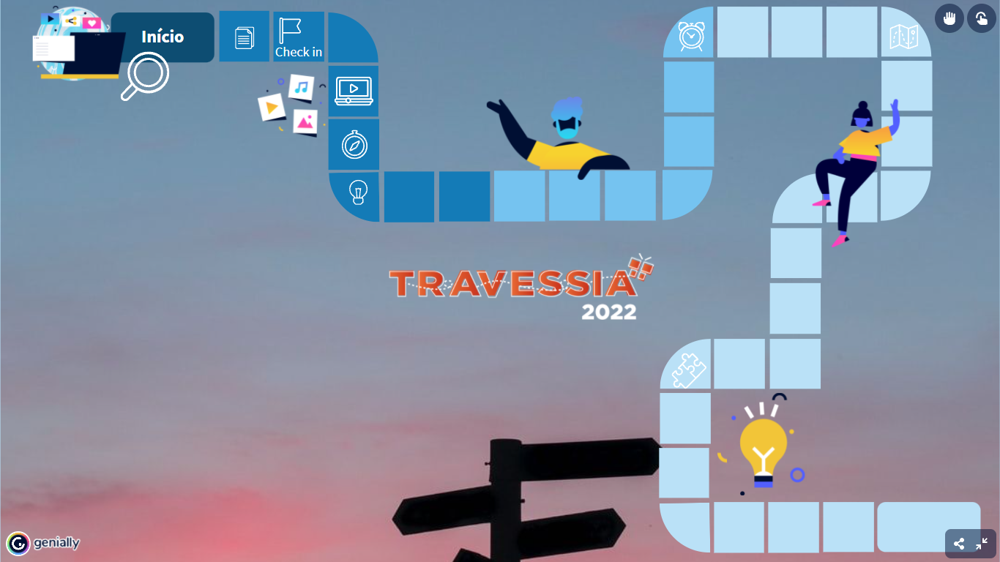 Início
Check in
TRAVESSIA
2022
genially